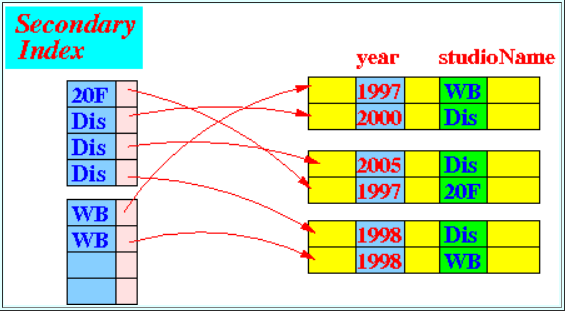 Secondary
Index
year studioName
20F
Dis
Dis
Dis
WB
WB
1997 WB
2000 Dis
2005 Dis
1997 20F
1998 Dis
1998 WB